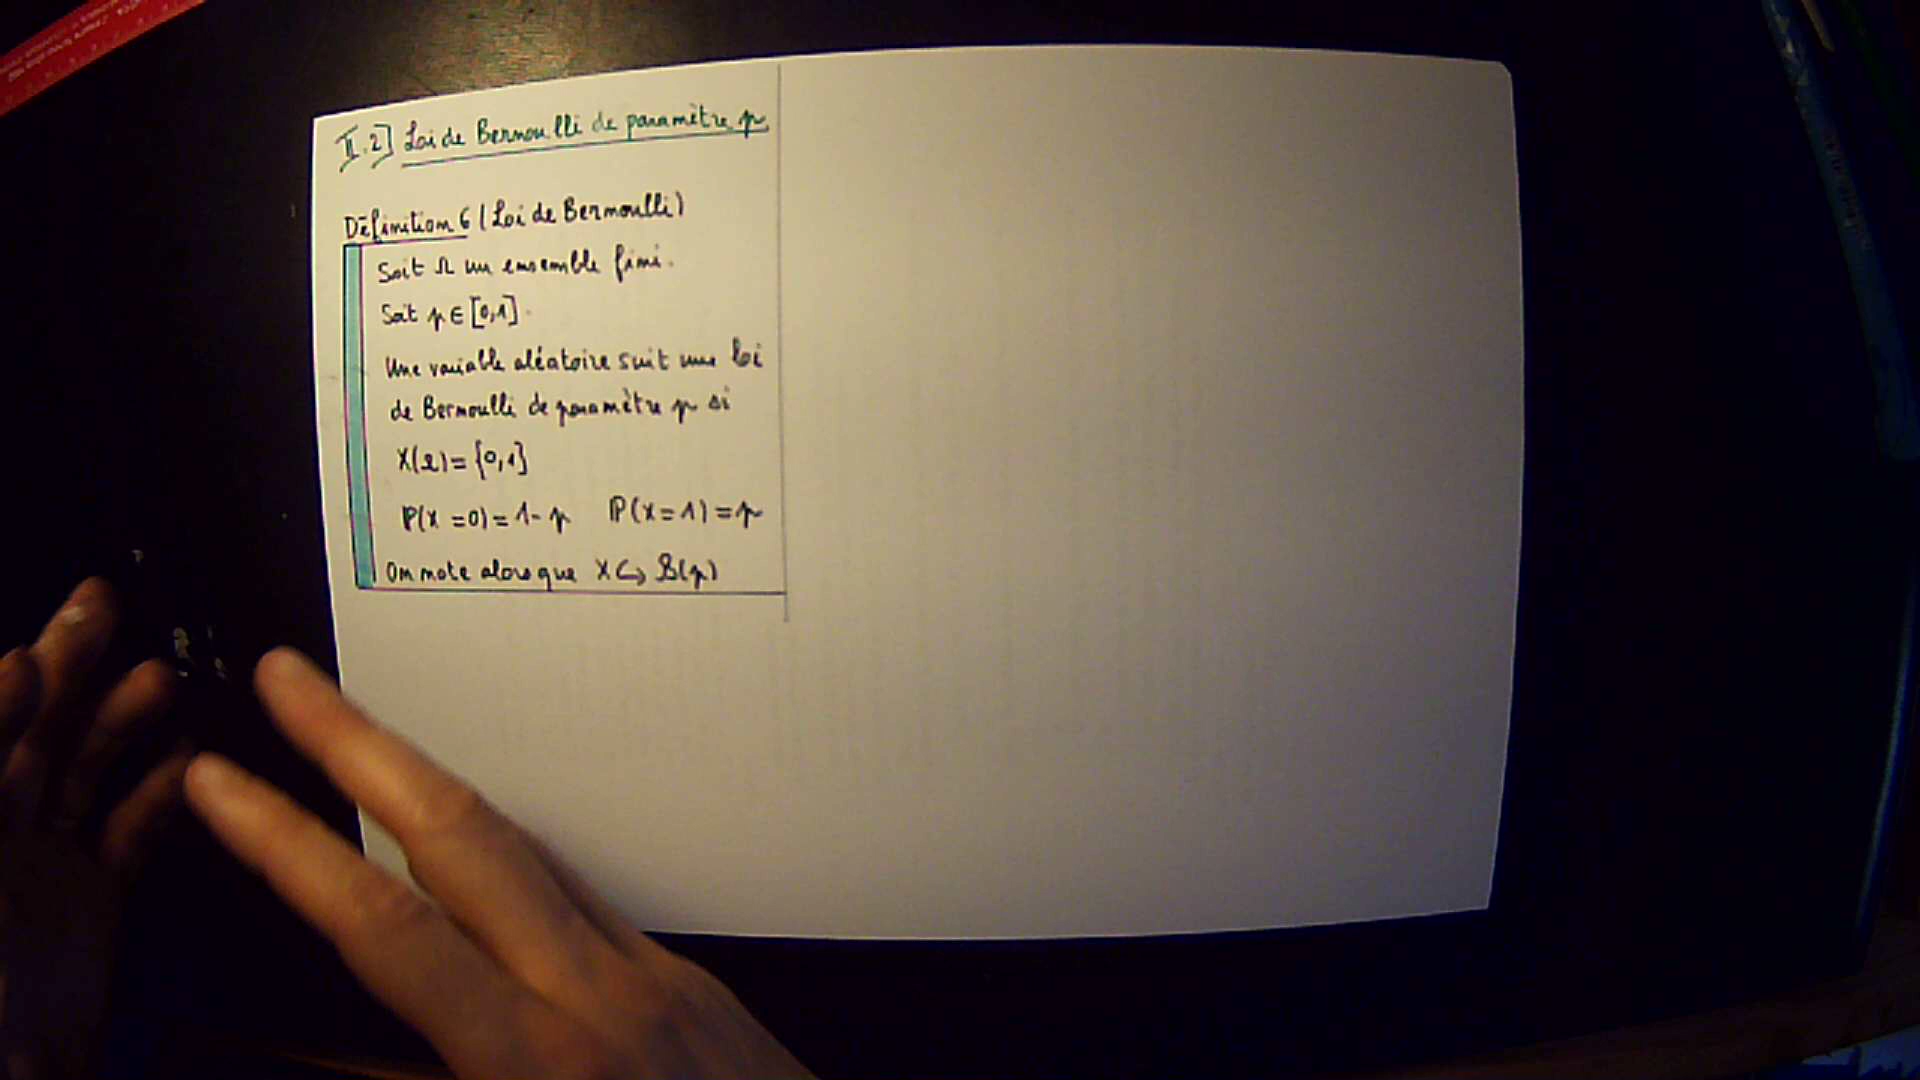 II.2] Loi de Bernoulli de paramètre p
Définition 6 (Loi de Bernoulli)
Soit Ω un ensemble fini.
Soit p ∈ [0,1].
Une variable aléatoire suit une loi
de Bernoulli de paramètre p si
X(Ω) = {0,1}
ℙ(X = 0) = 1 - p ℙ(X = 1) = p
On note alors que X ↪ ℬ(p)